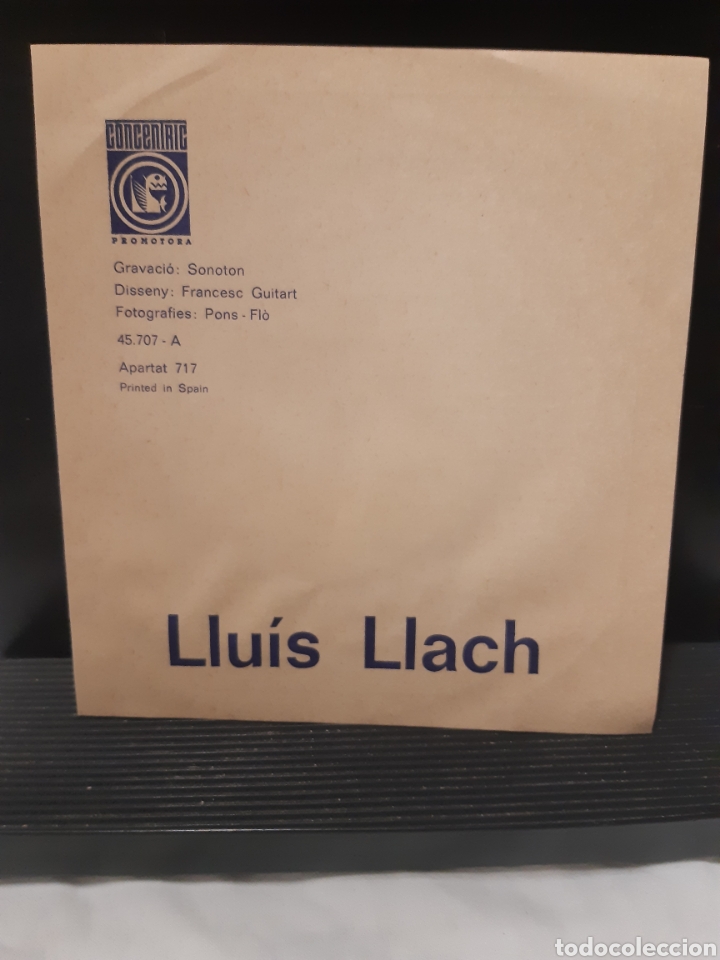 CONCENTRIC
PROMOTORA
Gravació: Sonoton
Disseny: Francesc Guitart
Fotografies: Pons - Flò
45.707 - A
Apartat 717
Printed in Spain
Lluís Llach
todocoleccion